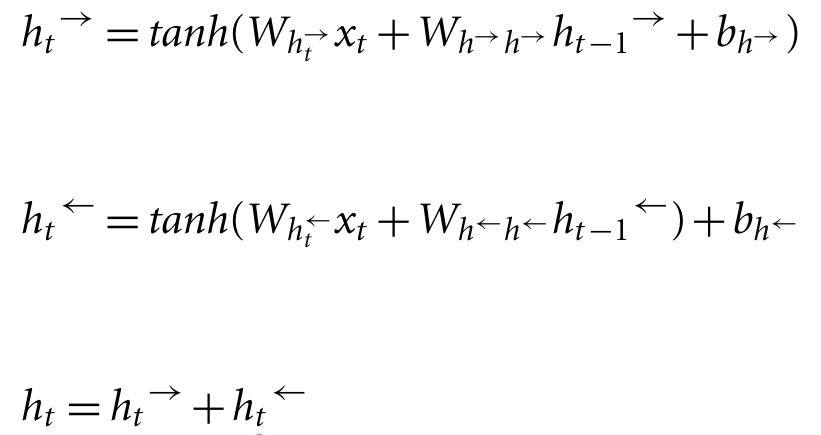 h_t^→ = tanh(W_{h_t^→} x_t + W_{h^→ h^→} h_{t−1}^→ + b_{h^→})
h_t^← = tanh(W_{h_t^←} x_t + W_{h^← h^←} h_{t−1}^←) + b_{h^←}
h_t = h_t^→ + h_t^←